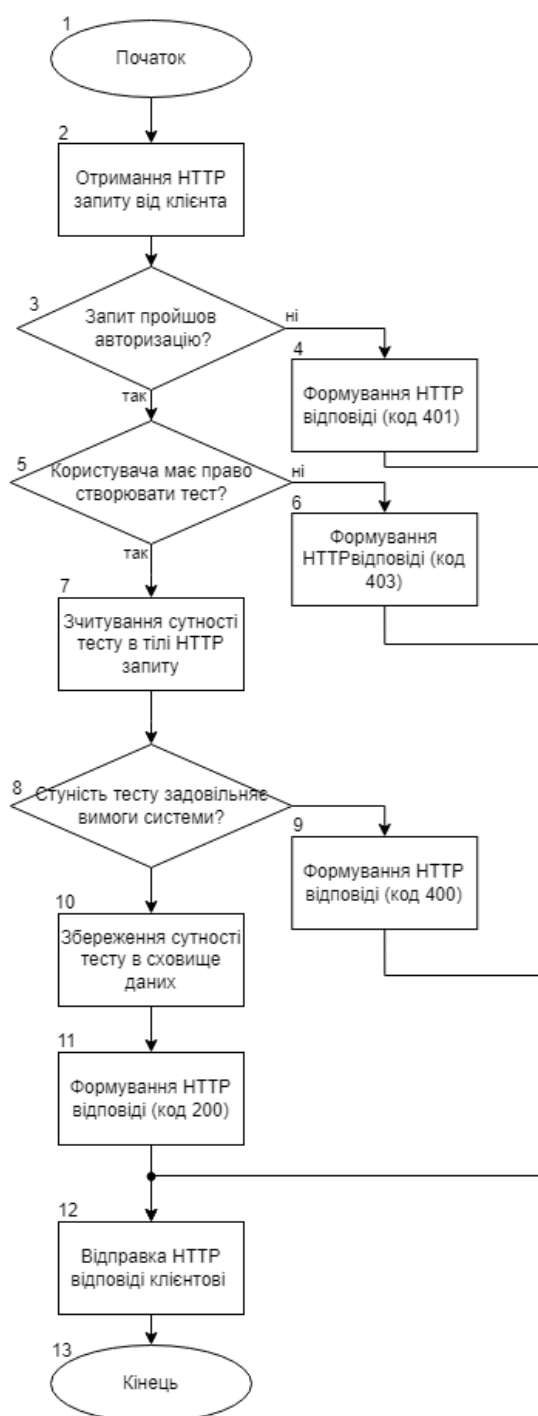 1
Початок
2
Отримання HTTP
запиту від клієнта
3
Запит пройшов
авторизацію?
ні
так
4
Формування HTTP
відповіді (код 401)
5
Користувача має право
створювати тест?
ні
так
6
Формування
HTTPвідповіді (код
403)
7
Зчитування сутності
тесту в тілі HTTP
запиту
8
Стуність тесту задовільняє
вимоги системи?
9
Формування HTTP
відповіді (код 400)
10
Збереження сутності
тесту в сховище
даних
11
Формування HTTP
відповіді (код 200)
12
Відправка HTTP
відповіді клієнтові
13
Кінець